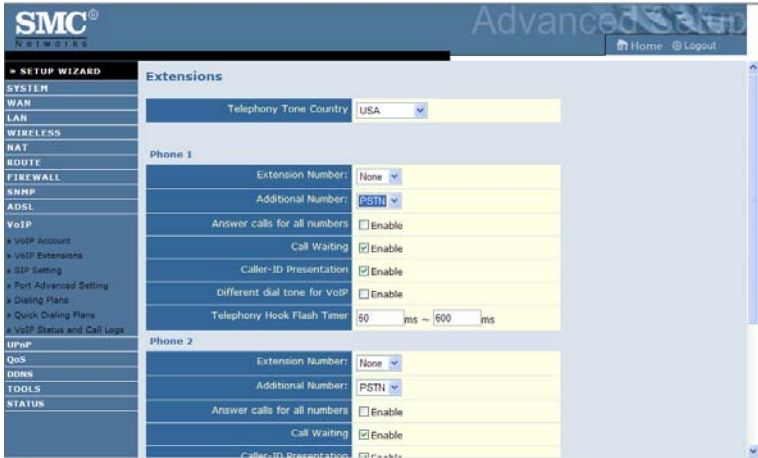 SMC®
Networks
Advanced Setup
Home Logout
» SETUP WIZARD
SYSTEM
WAN
LAN
WIRELESS
NAT
ROUTE
FIREWALL
SNMP
ADSL
VoIP
» VoIP Account
» VoIP Extensions
» SIP Setting
» Port Advanced Setting
» Dialing Plans
» Quick Dialing Plans
» VoIP Status and Call Logs
UPnP
QoS
DDNS
TOOLS
STATUS
Extensions
Telephony Tone Country USA
Phone 1
Extension Number: None
Additional Number: PSTN
Answer calls for all numbers Enable
Call Waiting Enable
Caller-ID Presentation Enable
Different dial tone for VoIP Enable
Telephony Hook Flash Timer 60 ms ~ 600 ms
Phone 2
Extension Number: None
Additional Number: PSTN
Answer calls for all numbers Enable
Call Waiting Enable
Caller-ID Presentation Enable